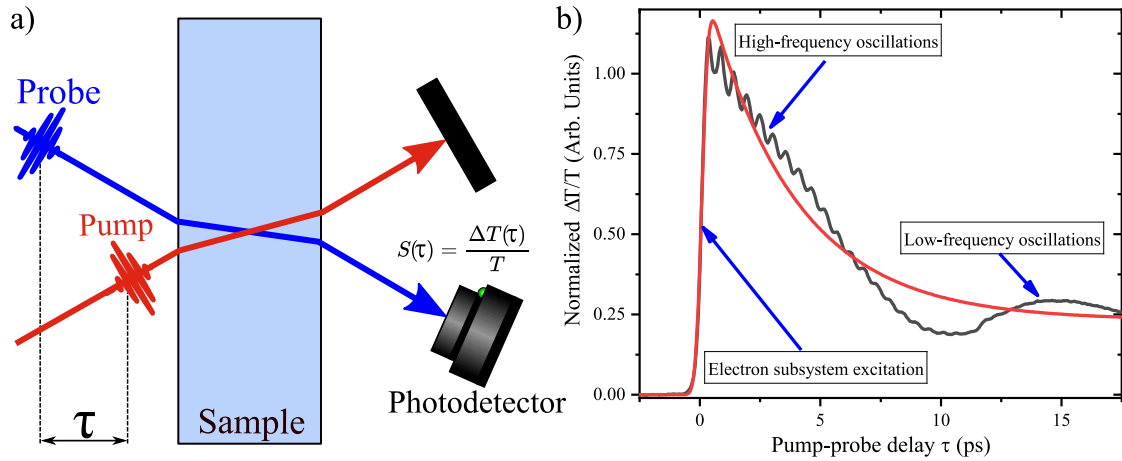 a)
Probe
Pump
S(τ) = ΔT(τ)/T
τ
Sample
Photodetector
b)
Normalized ΔT/T (Arb. Units)
1.00
0.75
0.50
0.25
0.00
High-frequency oscillations
Low-frequency oscillations
Electron subsystem excitation
0
5
10
15
Pump-probe delay τ (ps)